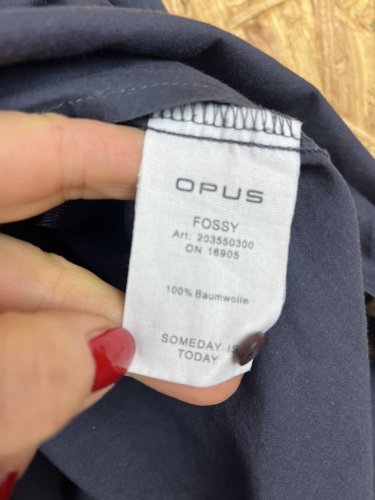 OPUS
FOSSY
Art: 203550300
ON 16905
100% Baumwolle
SOMEDAY IS
TODAY